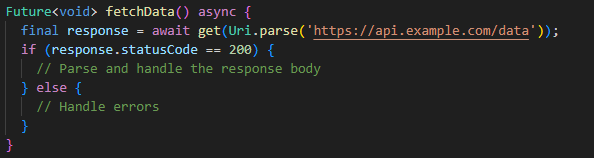 Future<void> fetchData() async {
  final response = await get(Uri.parse('https://api.example.com/data'));
  if (response.statusCode == 200) {
    // Parse and handle the response body
  } else {
    // Handle errors
  }
}